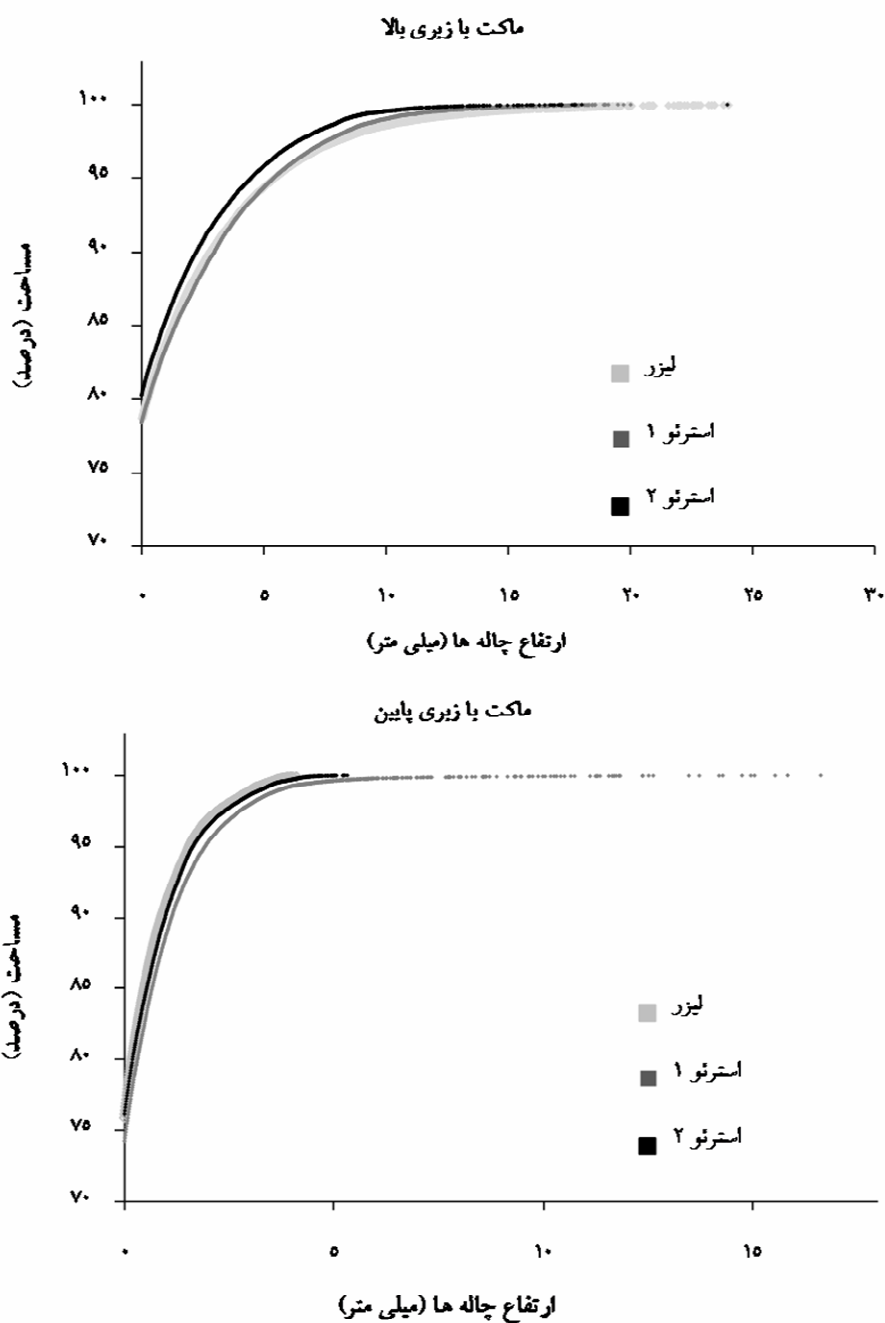 ماکت با زبری بالا
۱۰۰
۹۵
۹۰
۸۵
۸۰
۷۵
۷۰
مساحت (درصد)
لیزر
استرئو ۱
استرئو ۲
۰ ۵ ۱۰ ۱۵ ۲۰ ۲۵ ۳۰
ارتفاع چاله ها (میلی متر)
ماکت با زبری پایین
۱۰۰
۹۵
۹۰
۸۵
۸۰
۷۵
۷۰
مساحت (درصد)
لیزر
استرئو ۱
استرئو ۲
۰ ۵ ۱۰ ۱۵
ارتفاع چاله ها (میلی متر)